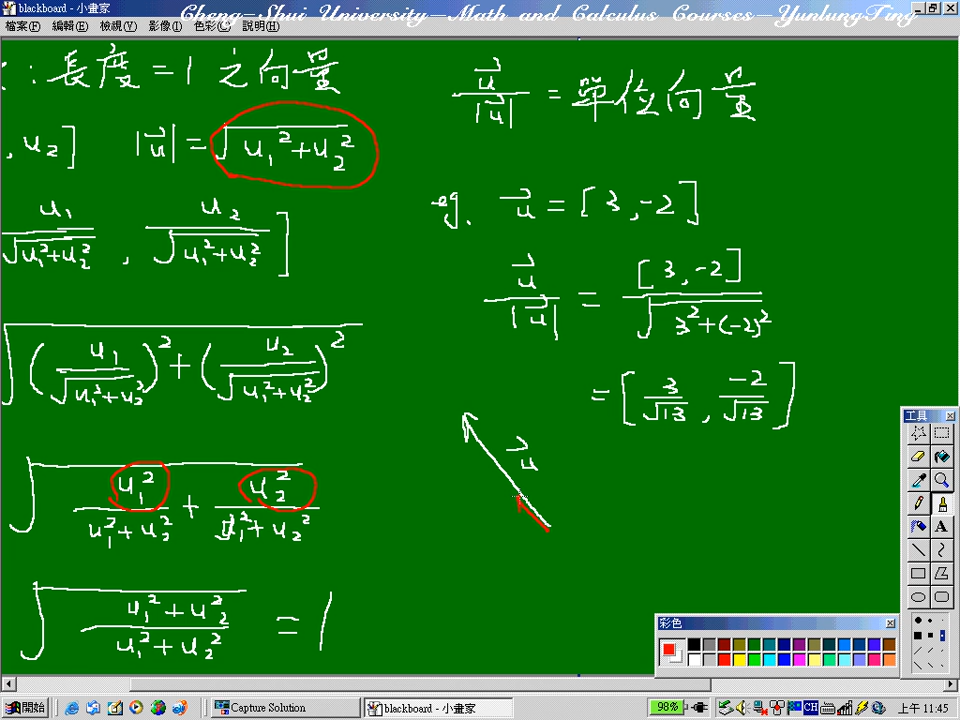 blackboard - 小畫家
Cheng-Shui University-Math and Calculus Courses-YunlungTing
檔案(F) 編輯(E) 檢視(V) 影像(I) 色彩(C) 說明(H)
: 長度 = 1 之向量
, u₂] |u⃗| = √(u₁² + u₂²)
u₁/√(u₁²+u₂²) , u₂/√(u₁²+u₂²) ]
√((u₁/√(u₁²+u₂²))² + (u₂/√(u₁²+u₂²))²)
√(u₁²/(u₁²+u₂²) + u₂²/(u₁²+u₂²))
√((u₁²+u₂²)/(u₁²+u₂²)) = 1
u⃗/|u⃗| = 單位向量
eg. u⃗ = [3, -2]
u⃗/|u⃗| = [3, -2]/√(3²+(-2)²)
= [3/√13, -2/√13]
u⃗
工具
A
彩色
開始
Capture Solution
blackboard - 小畫家
98%
CH
上午 11:45